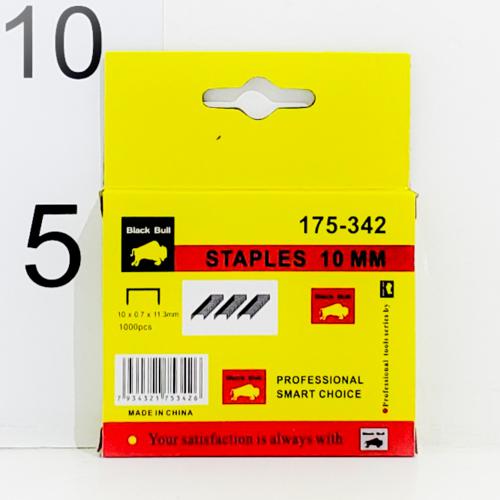 10
5
Black Bull
175-342
STAPLES 10 MM
10 x 0.7 x 11.3mm
1000pcs
Black Bull
Professional tools series by
7 934321 753426
MADE IN CHINA
Black Bull
PROFESSIONAL
SMART CHOICE
Your satisfaction is always with
Black Bull